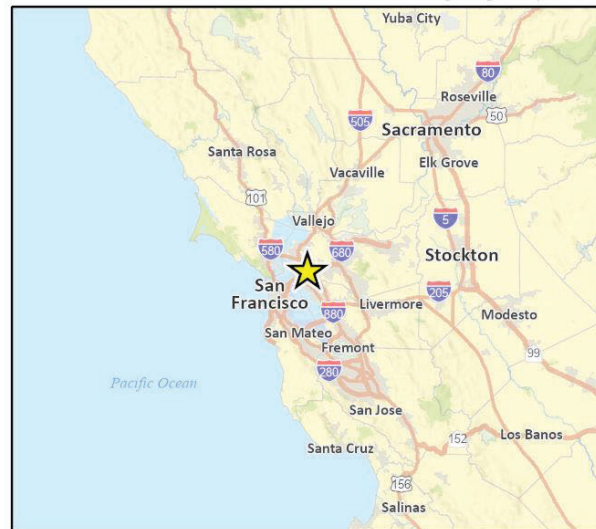 Yuba City
80
Roseville
50
505
Sacramento
Santa Rosa
Vacaville
Elk Grove
101
Vallejo
5
580
680
Stockton
San
Francisco
205
Livermore
880
Modesto
San Mateo
Fremont
99
280
Pacific Ocean
San Jose
152
Los Banos
Santa Cruz
156
Salinas